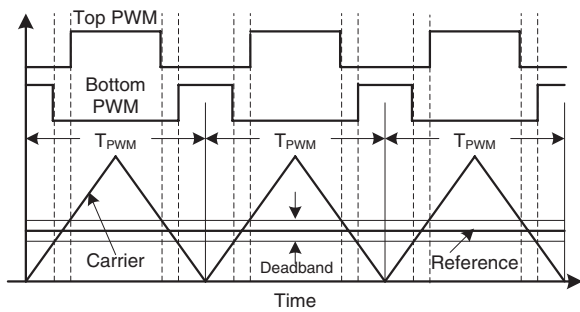 Top PWM
Bottom
PWM
TPWM TPWM TPWM
Carrier
Deadband
Reference
Time